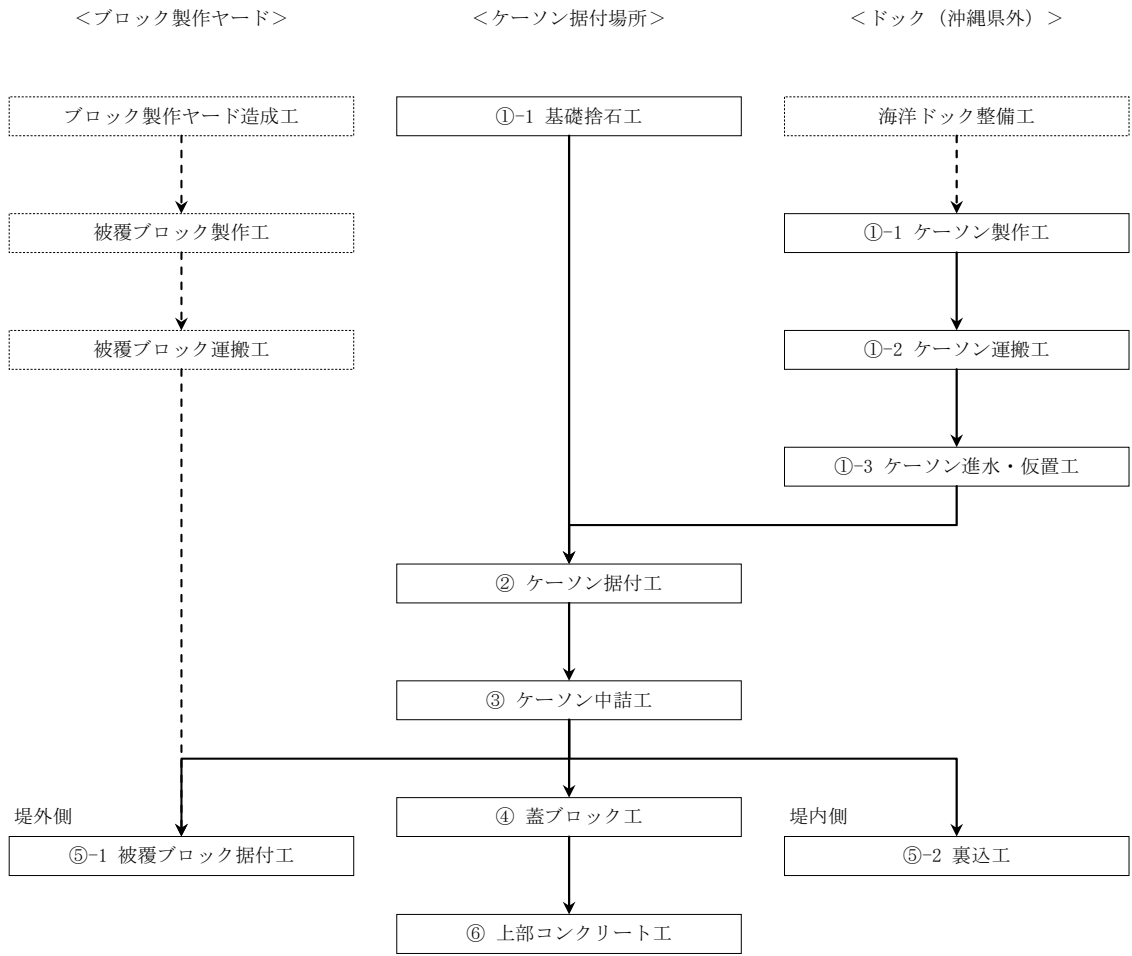 ＜ブロック製作ヤード＞
＜ケーソン据付場所＞
＜ドック（沖縄県外）＞
ブロック製作ヤード造成工
①-1 基礎捨石工
海洋ドック整備工
被覆ブロック製作工
①-1 ケーソン製作工
被覆ブロック運搬工
①-2 ケーソン運搬工
①-3 ケーソン進水・仮置工
② ケーソン据付工
③ ケーソン中詰工
堤外側
④ 蓋ブロック工
堤内側
⑤-1 被覆ブロック据付工
⑤-2 裏込工
⑥ 上部コンクリート工